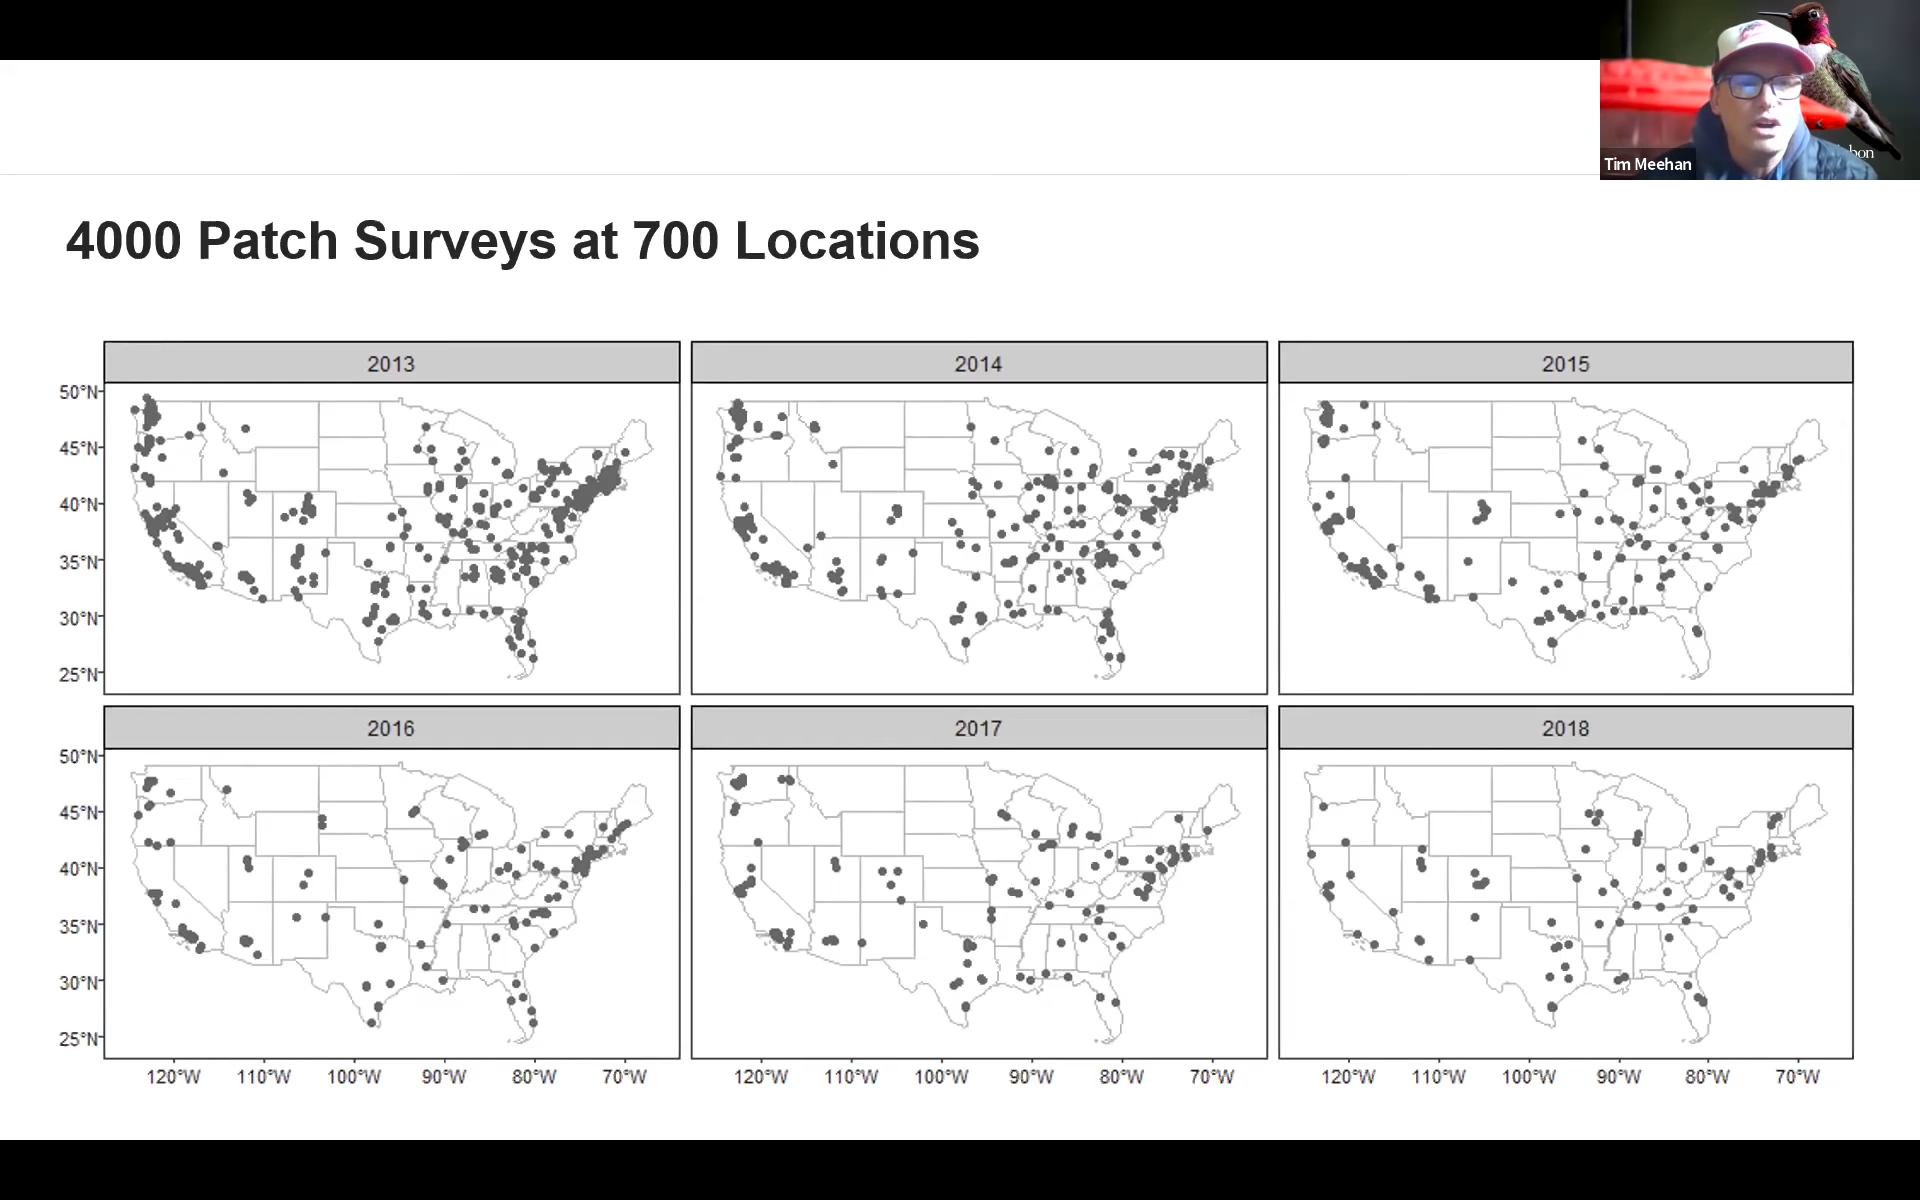 bon
Tim Meehan
4000 Patch Surveys at 700 Locations
2013
2014
2015
50°N
45°N
40°N
35°N
30°N
25°N
2016
2017
2018
50°N
45°N
40°N
35°N
30°N
25°N
120°W 110°W 100°W 90°W 80°W 70°W
120°W 110°W 100°W 90°W 80°W 70°W
120°W 110°W 100°W 90°W 80°W 70°W